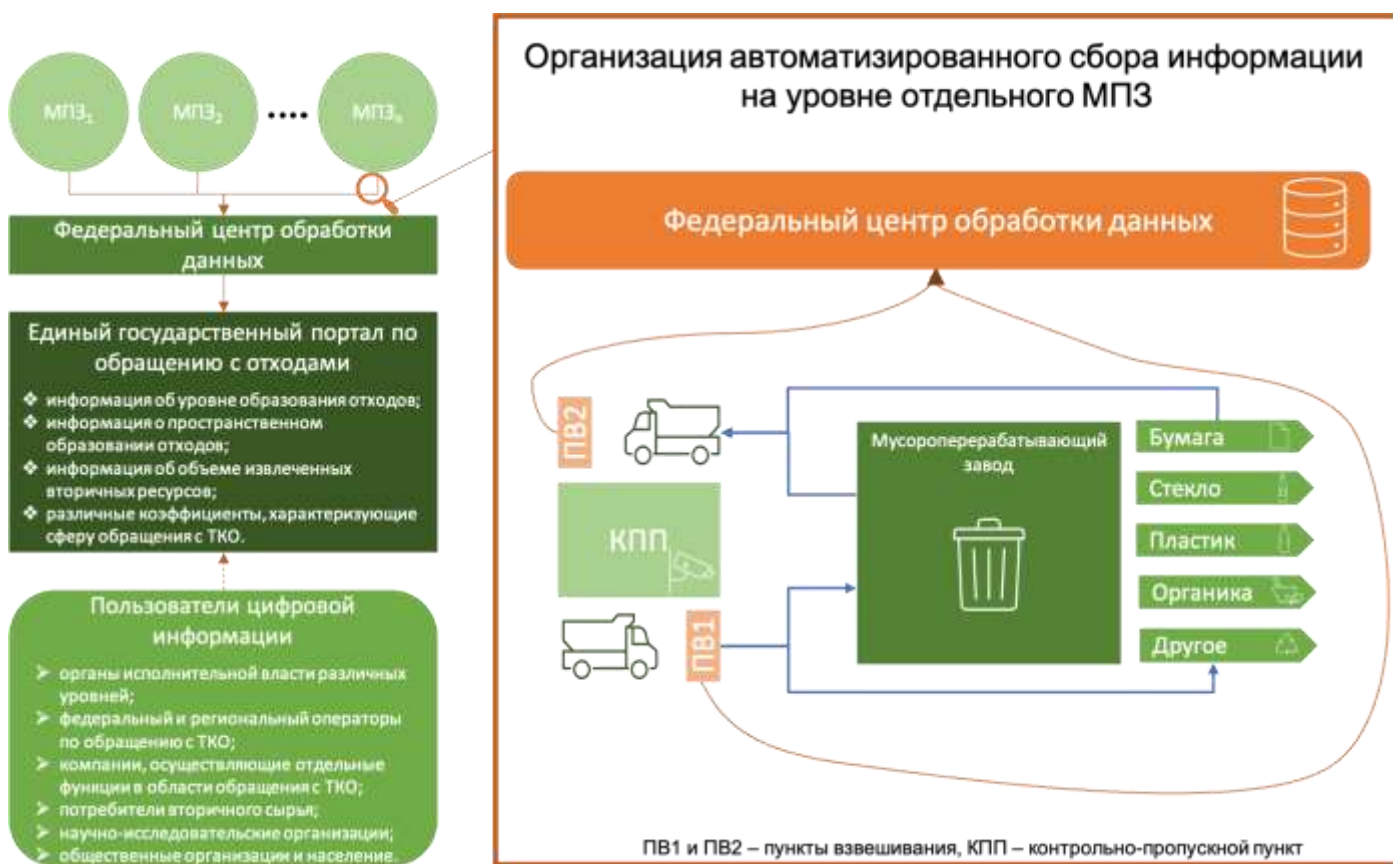 МПЗ₁
МПЗ₂
....
МПЗₙ
Федеральный центр обработки
данных
Единый государственный портал по
обращению с отходами
❖ информация об уровне образования отходов;
❖ информация о пространственном
образовании отходов;
❖ информация об объеме извлеченных
вторичных ресурсов;
❖ различные коэффициенты, характеризующие
сферу обращения с ТКО.
Пользователи цифровой
информации
➢ органы исполнительной власти различных
уровней;
➢ федеральный и региональный операторы
по обращению с ТКО;
➢ компании, осуществляющие отдельные
функции в области обращения с ТКО;
➢ потребители вторичного сырья;
➢ научно-исследовательские организации;
➢ общественные организации и население.
Организация автоматизированного сбора информации
на уровне отдельного МПЗ
Федеральный центр обработки данных
ПВ2
КПП
ПВ1
Мусороперерабатывающий
завод
Бумага
Стекло
Пластик
Органика
Другое
ПВ1 и ПВ2 – пункты взвешивания, КПП – контрольно-пропускной пункт